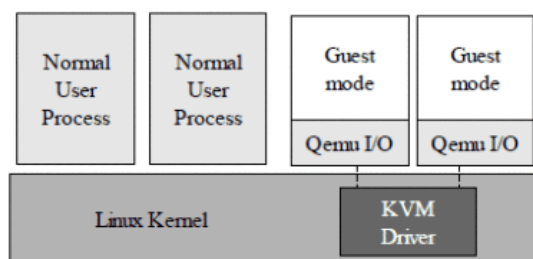 Normal
User
Process
Normal
User
Process
Guest
mode
Qemu I/O
Guest
mode
Qemu I/O
Linux Kernel
KVM
Driver